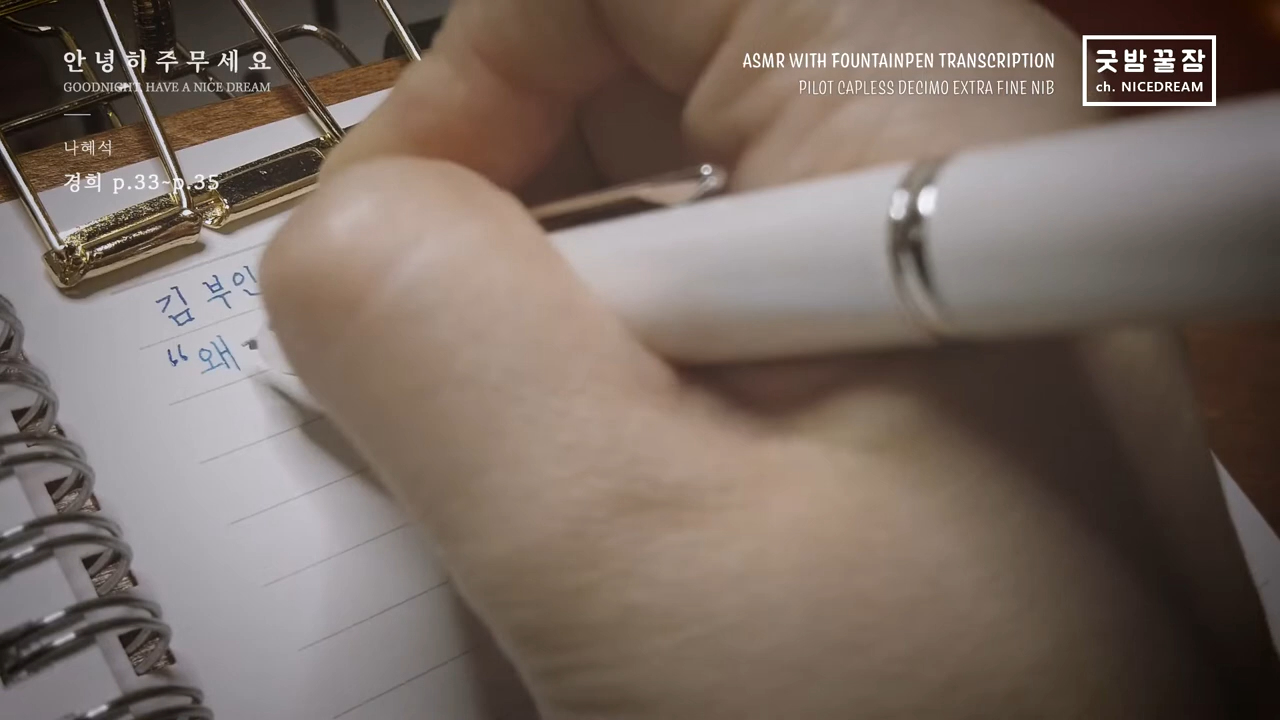 안녕히주무세요
GOODNIGHT HAVE A NICE DREAM
나혜석
경희 p.33~p.35
ASMR WITH FOUNTAINPEN TRANSCRIPTION
PILOT CAPLESS DECIMO EXTRA FINE NIB
굿밤꿀잠
ch. NICEDREAM
김 부인
“왜